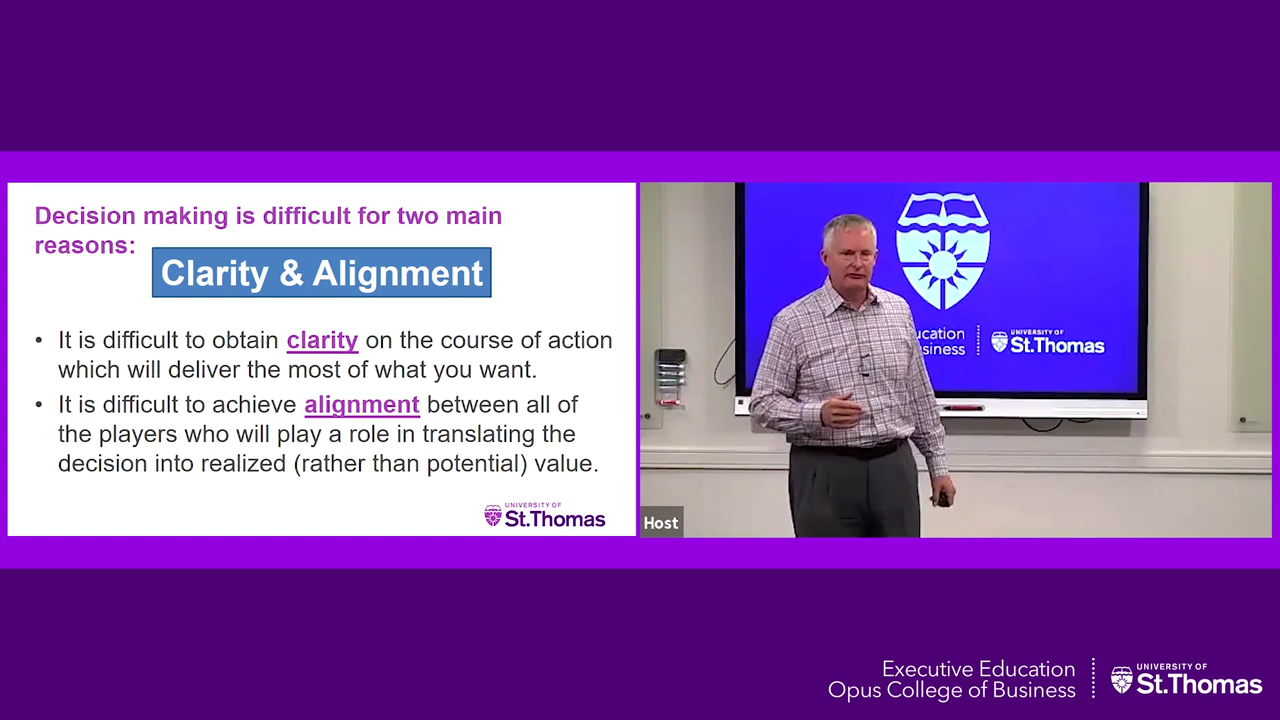 Decision making is difficult for two main
reasons:
Clarity & Alignment
• It is difficult to obtain clarity on the course of action
which will deliver the most of what you want.
• It is difficult to achieve alignment between all of
the players who will play a role in translating the
decision into realized (rather than potential) value.
UNIVERSITY OF
St.Thomas
ucation
usiness
UNIVERSITY OF
St.Thomas
Host
Executive Education
Opus College of Business
UNIVERSITY OF
St.Thomas